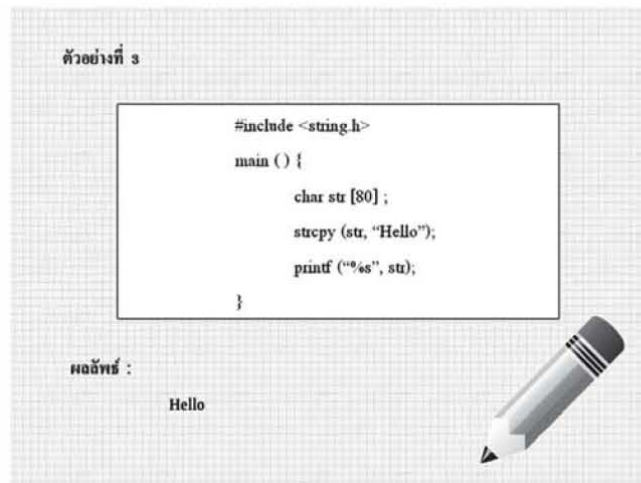 ตัวอย่างที่ 3
#include <string.h>
main ( ) {
char str [80] ;
strcpy (str, “Hello”);
printf (“%s”, str);
}
ผลลัพธ์ :
Hello